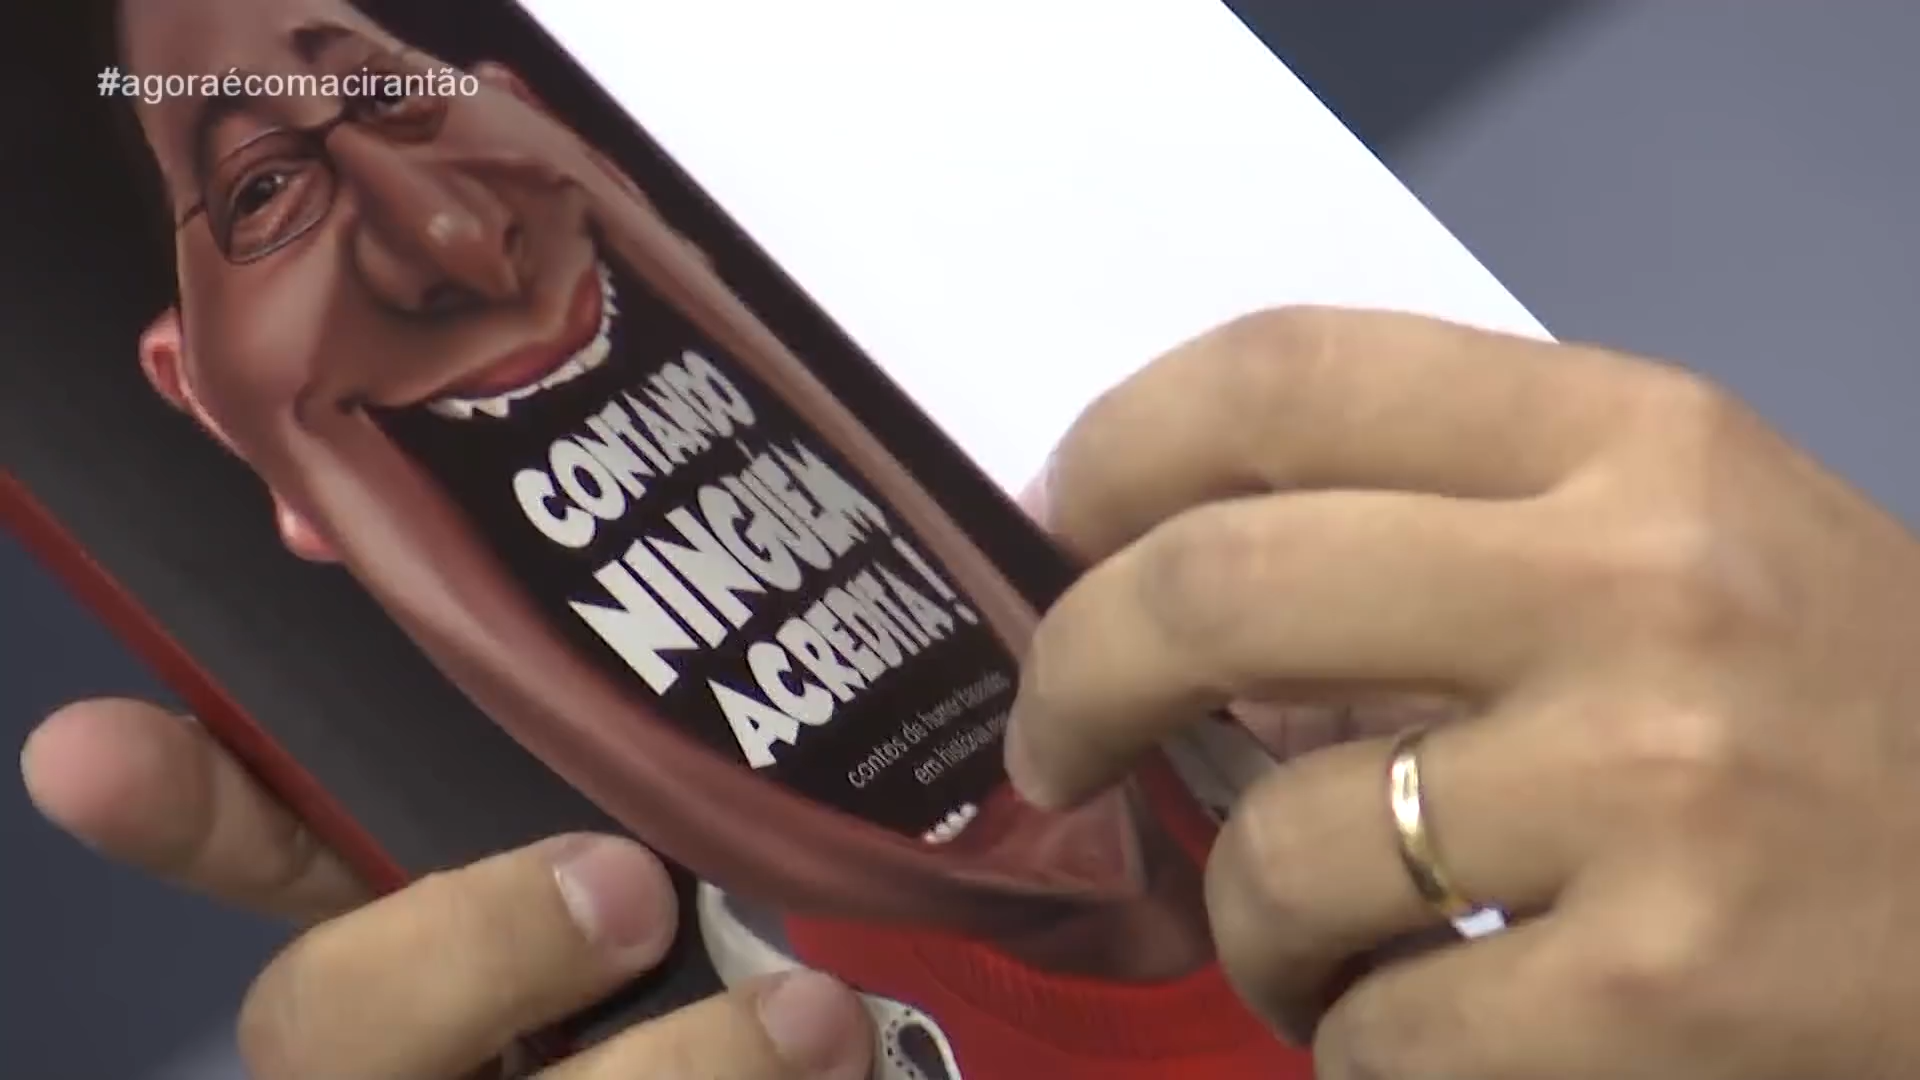 #agoraécomacirantão
CONTANDO
NINGUÉM
ACREDITA!
contos de humor
em história